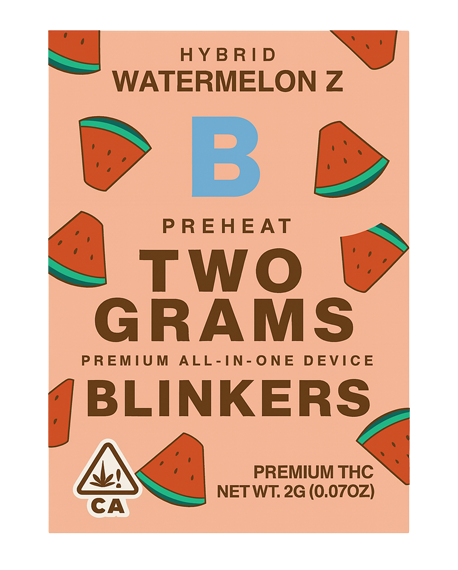 HYBRID
WATERMELON Z
B
PREHEAT
TWO
GRAMS
PREMIUM ALL-IN-ONE DEVICE
BLINKERS
!
CA
PREMIUM THC
NET WT. 2G (0.07OZ)